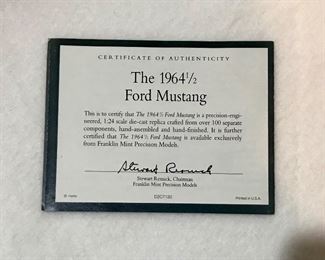 CERTIFICATE OF AUTHENTICITY
The 1964½
Ford Mustang
This is to certify that The 1964½ Ford Mustang is a precision-engi-
neered, 1:24 scale die-cast replica crafted from over 100 separate
components, hand-assembled and hand-finished. It is further
certified that The 1964½ Ford Mustang is available exclusively
from Franklin Mint Precision Models.
Stewart Resnick
Stewart Resnick, Chairman
Franklin Mint Precision Models
Printed in U.S.A.